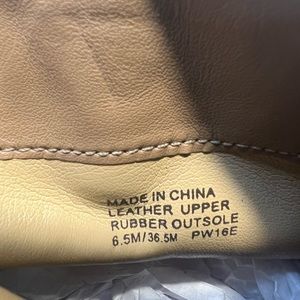 MADE IN CHINA
LEATHER UPPER
RUBBER OUTSOLE
6.5M/36.5M PW16E